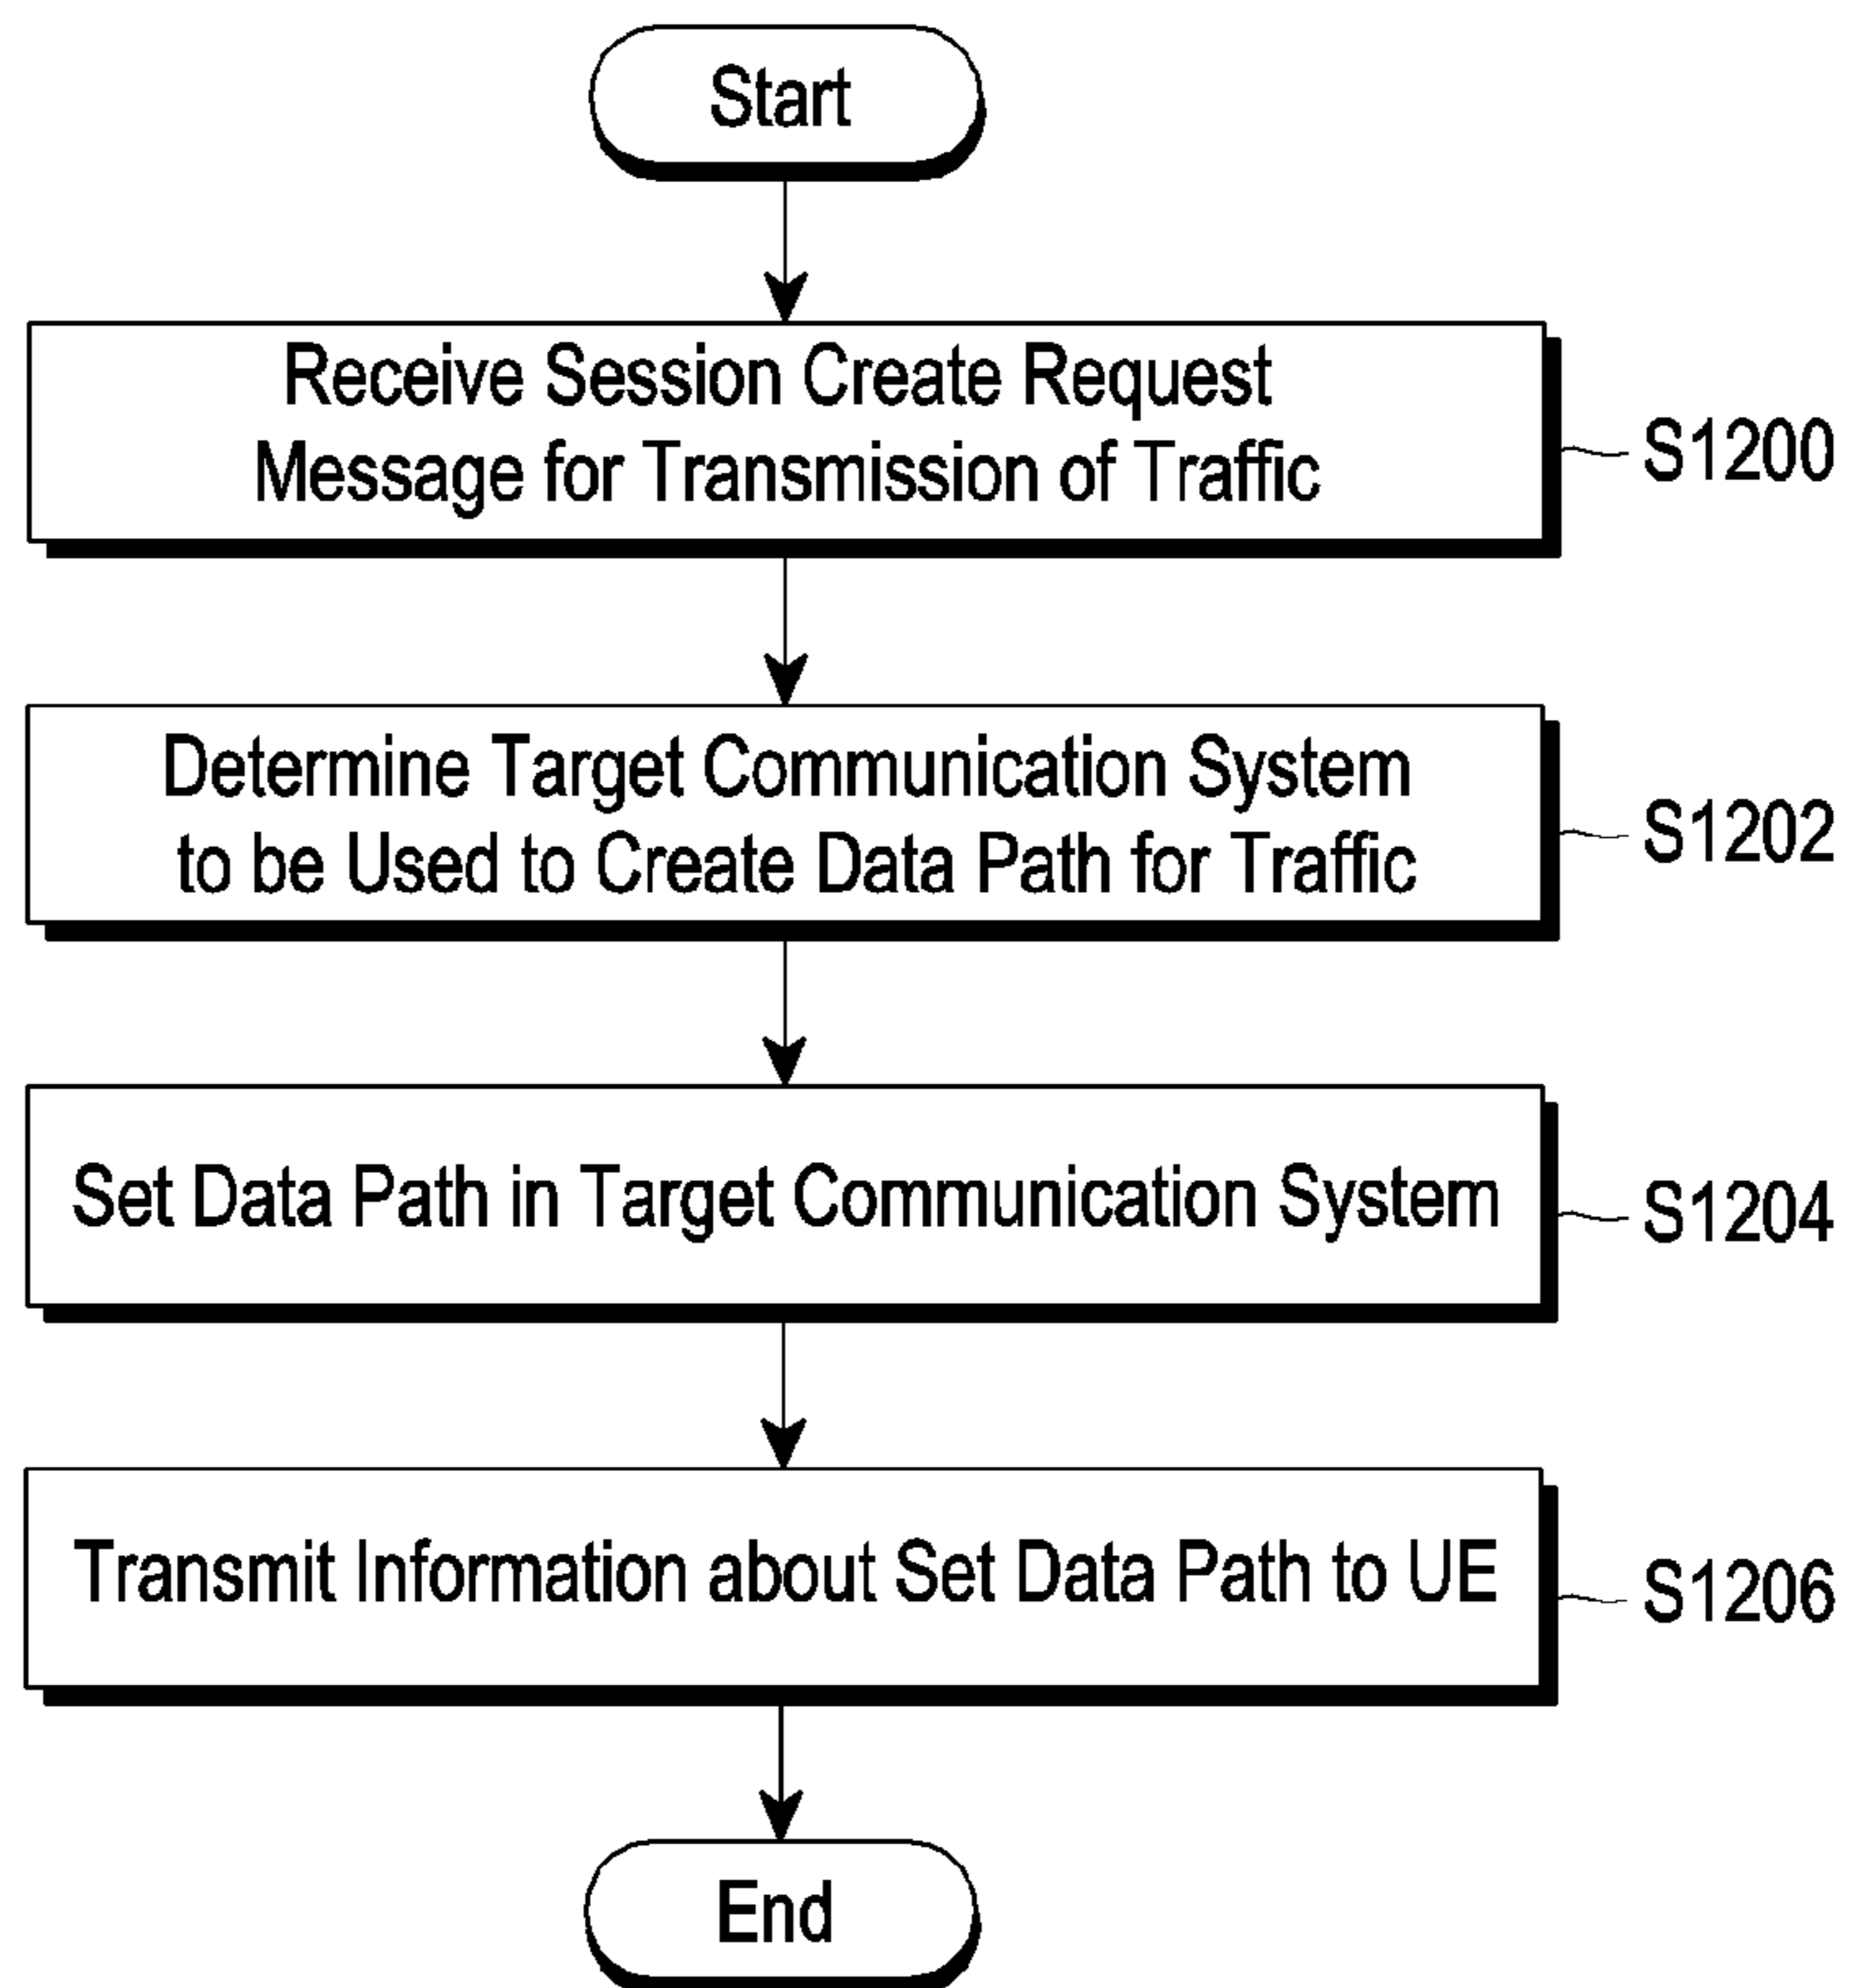 Start
Receive Session Create Request
Message for Transmission of Traffic
S1200
Determine Target Communication System
to be Used to Create Data Path for Traffic
S1202
Set Data Path in Target Communication System
S1204
Transmit Information about Set Data Path to UE
S1206
End